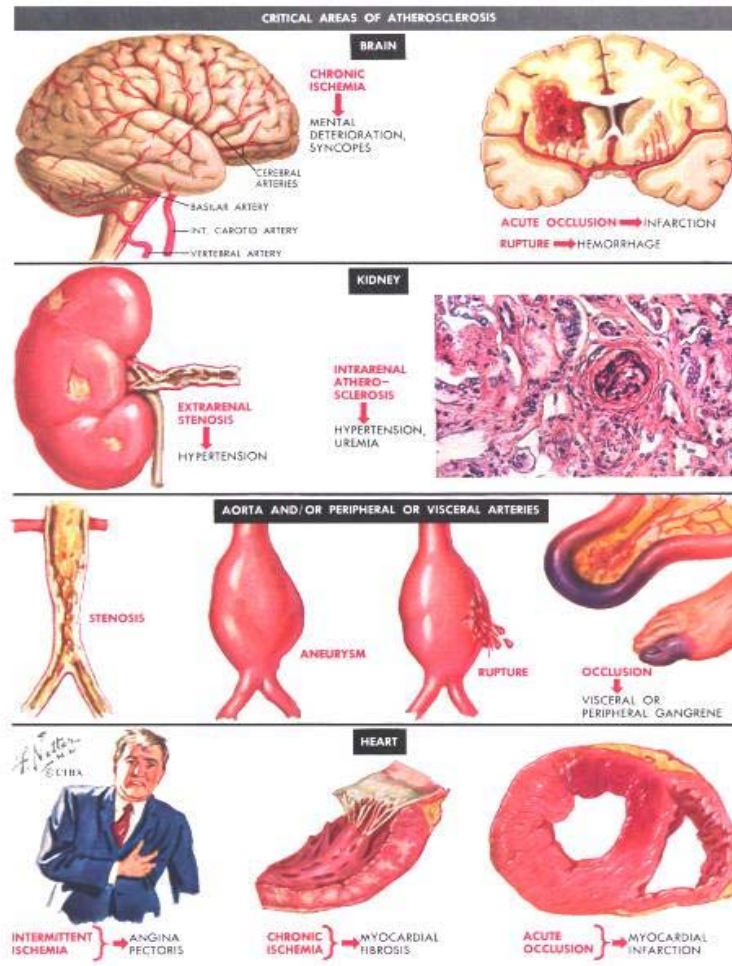 CRITICAL AREAS OF ATHEROSCLEROSIS
BRAIN
CHRONIC
ISCHEMIA
MENTAL
DETERIORATION,
SYNCOPES
CEREBRAL
ARTERIES
BASILAR ARTERY
INT. CAROTID ARTERY
VERTEBRAL ARTERY
ACUTE OCCLUSION INFARCTION
RUPTURE HEMORRHAGE
KIDNEY
EXTRARENAL
STENOSIS
HYPERTENSION
INTRARENAL
ATHERO-
SCLEROSIS
HYPERTENSION,
UREMIA
AORTA AND/OR PERIPHERAL OR VISCERAL ARTERIES
STENOSIS
ANEURYSM
RUPTURE
OCCLUSION
VISCERAL OR
PERIPHERAL GANGRENE
HEART
F. Netter
M.D.
© CIBA
INTERMITTENT
ISCHEMIA
ANGINA
PECTORIS
CHRONIC
ISCHEMIA
MYOCARDIAL
FIBROSIS
ACUTE
OCCLUSION
MYOCARDIAL
INFARCTION